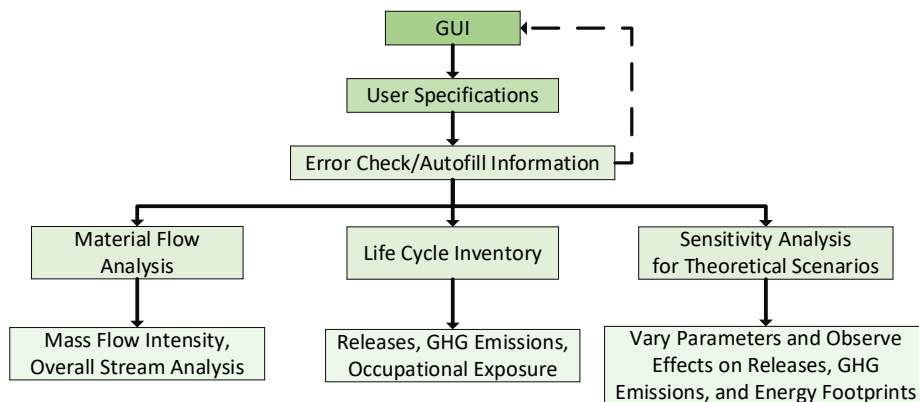 GUI
User Specifications
Error Check/Autofill Information
Material Flow
Analysis
Life Cycle Inventory
Sensitivity Analysis
for Theoretical Scenarios
Mass Flow Intensity,
Overall Stream Analysis
Releases, GHG Emissions,
Occupational Exposure
Vary Parameters and Observe
Effects on Releases, GHG
Emissions, and Energy Footprints